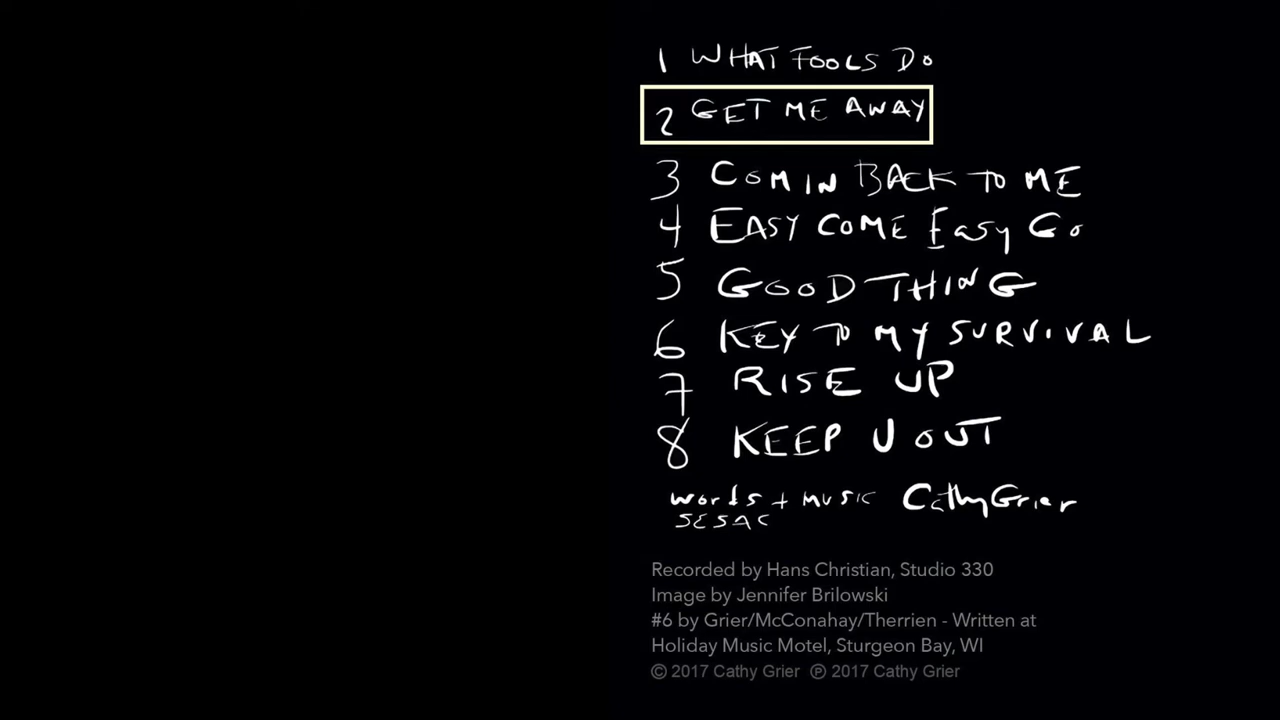 1 WHAT FOOLS DO
2 GET ME AWAY
3 COMIN BACK TO ME
4 EASY COME Easy Go
5 GOOD THING
6 KEY TO MY SURVIVAL
7 RISE UP
8 KEEP U OUT
words + MUSIC CathyGrier
SESAC
Recorded by Hans Christian, Studio 330
Image by Jennifer Brilowski
#6 by Grier/McConahay/Therrien - Written at
Holiday Music Motel, Sturgeon Bay, WI
© 2017 Cathy Grier ℗ 2017 Cathy Grier